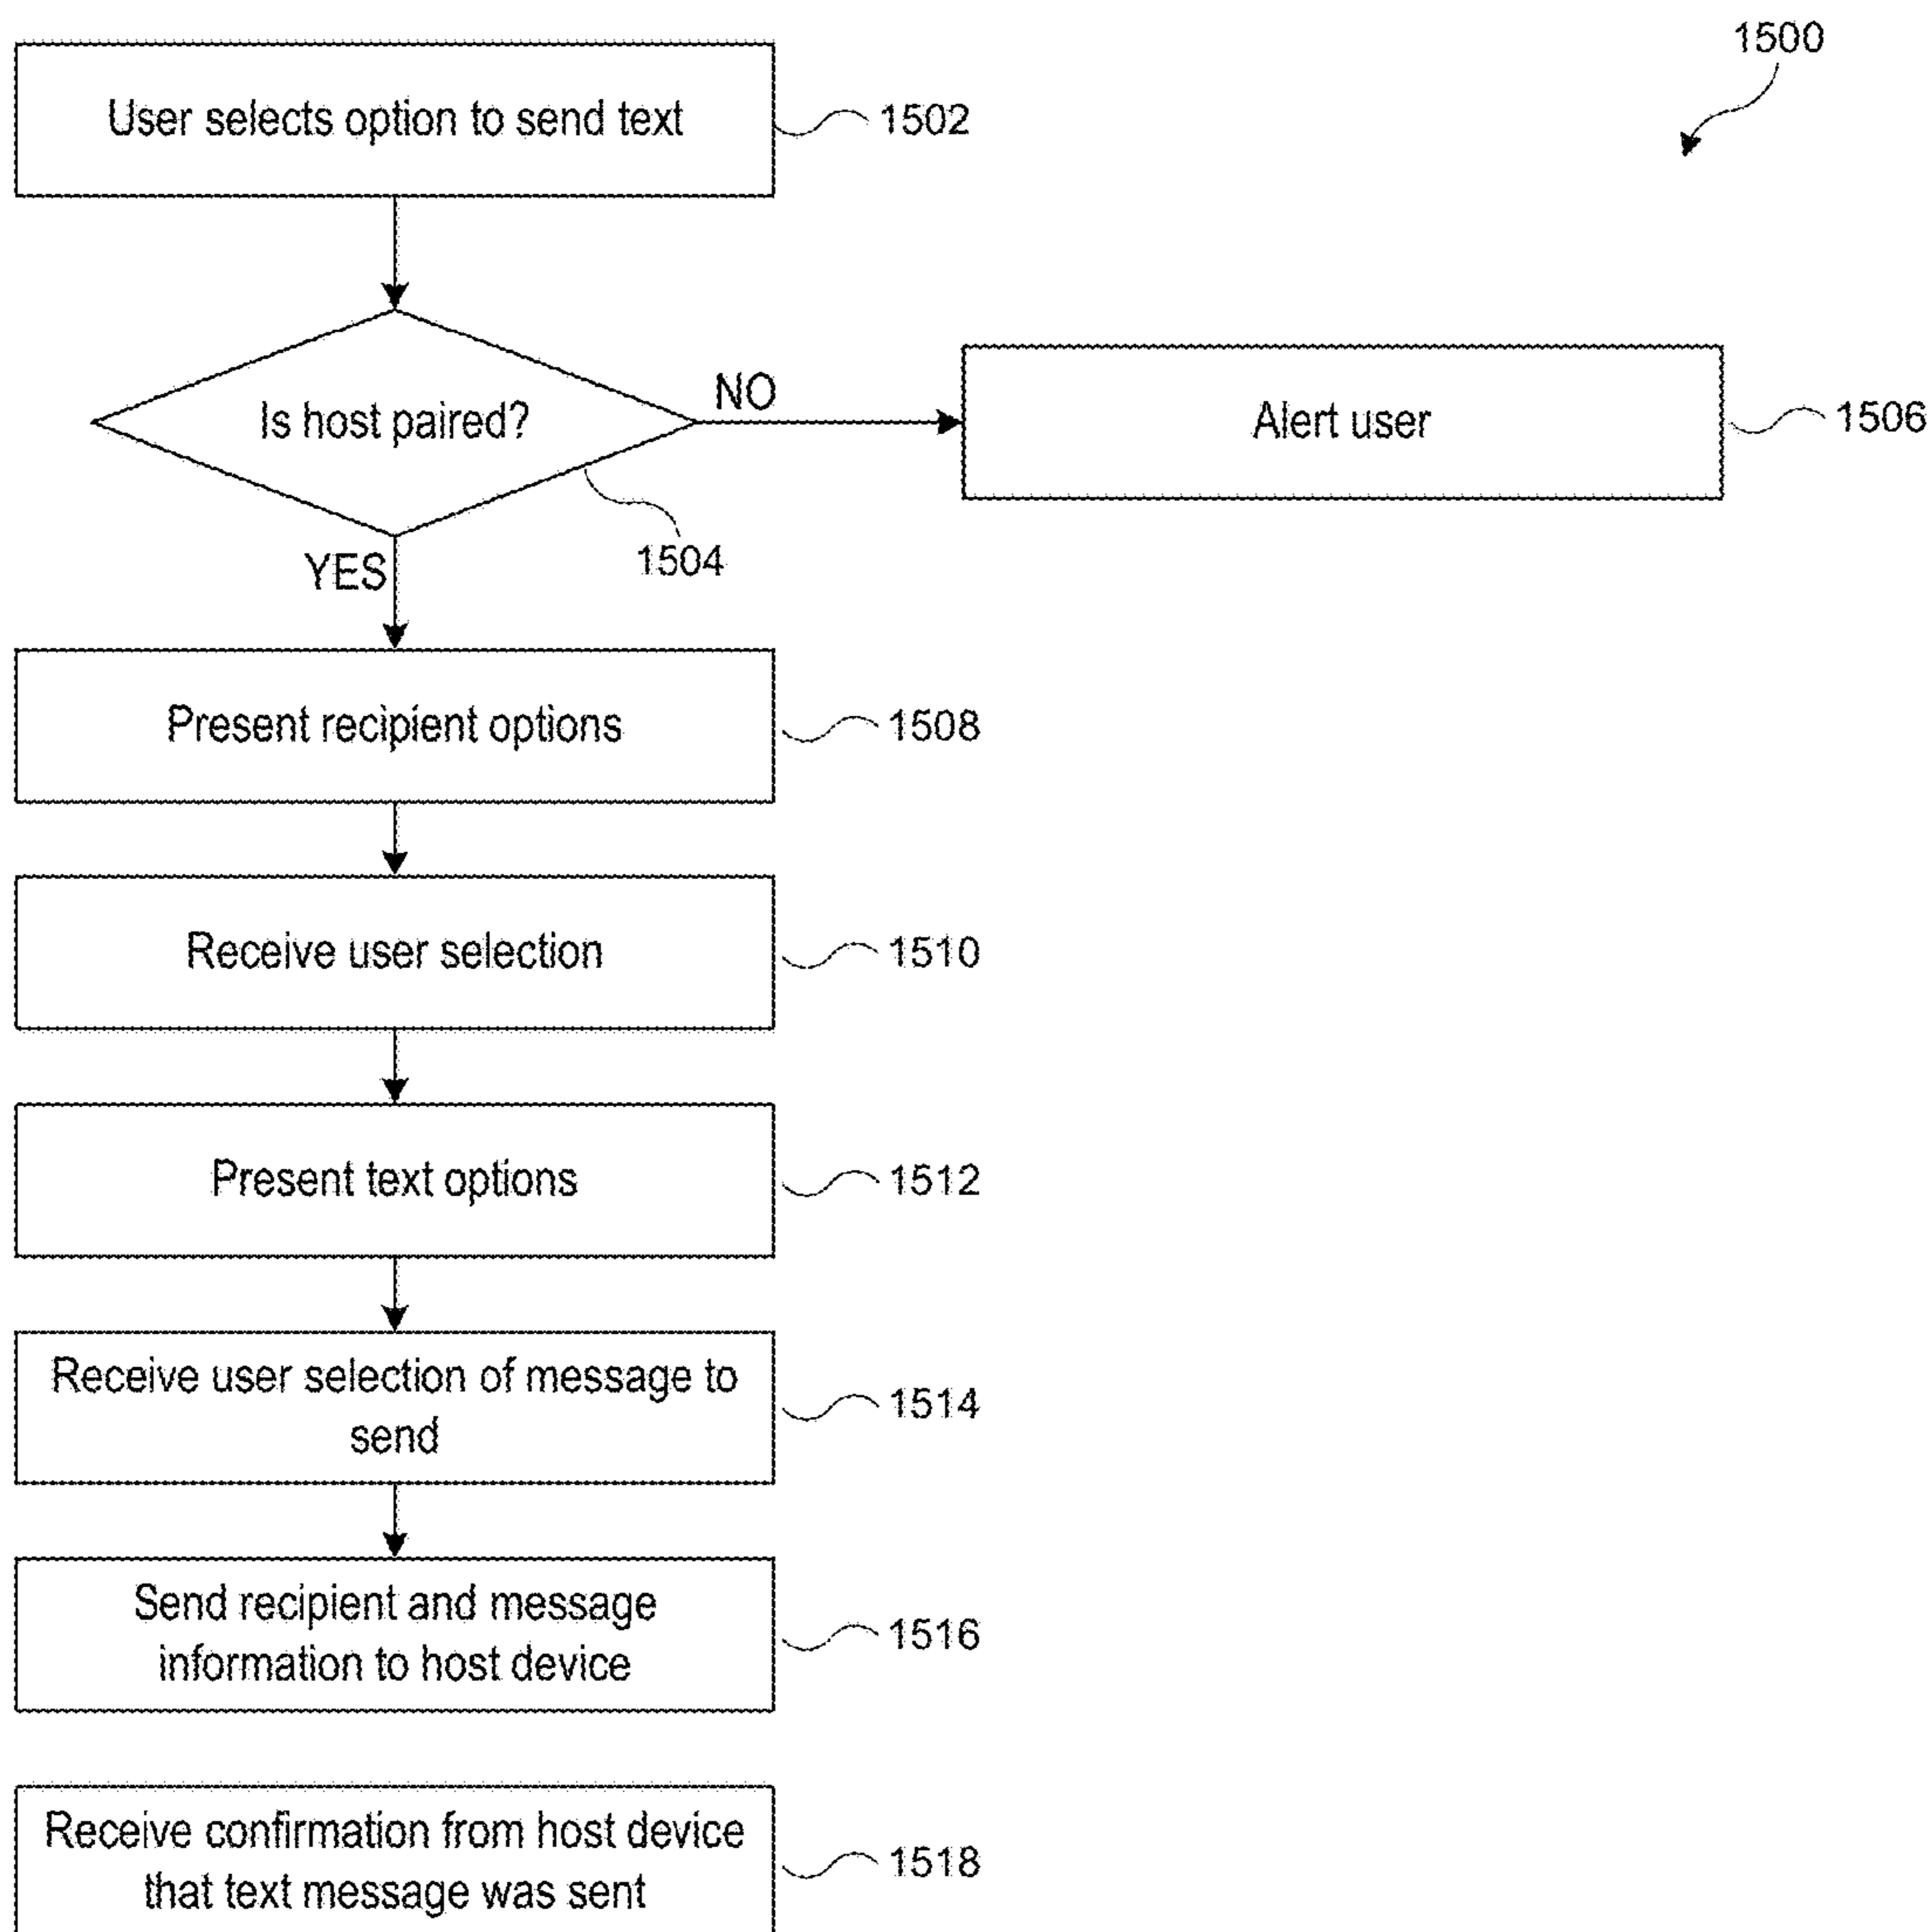 1500
User selects option to send text
1502
Is host paired?
NO
Alert user
1506
YES
1504
Present recipient options
1508
Receive user selection
1510
Present text options
1512
Receive user selection of message to
send
1514
Send recipient and message
information to host device
1516
Receive confirmation from host device
that text message was sent
1518